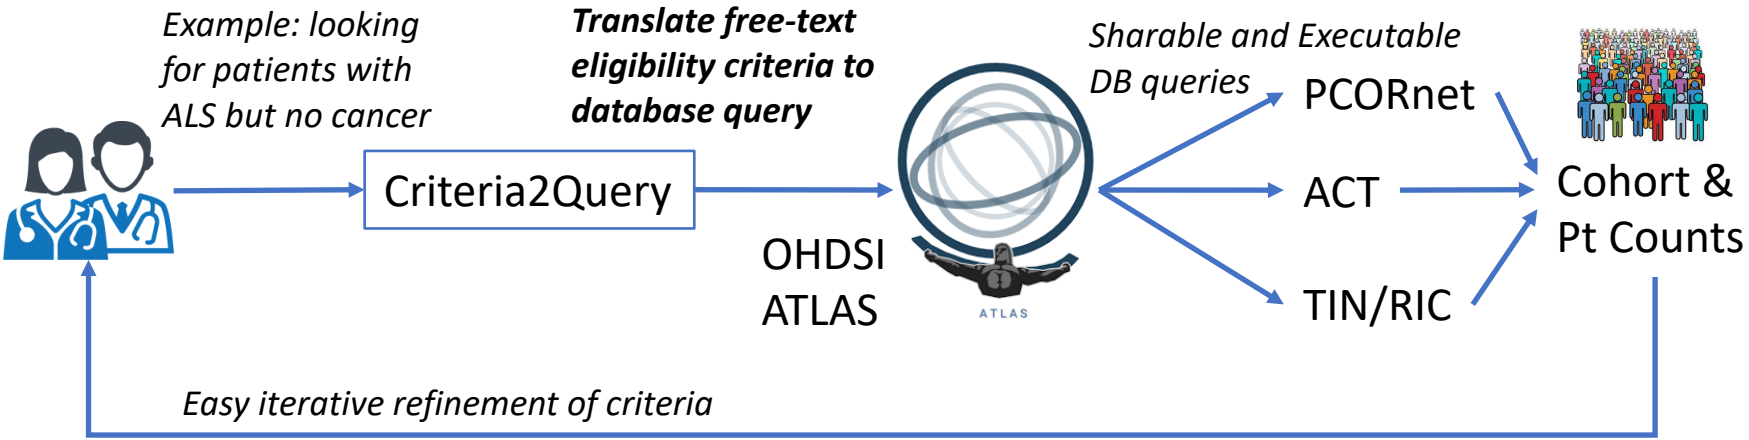 Example: looking
for patients with
ALS but no cancer
Translate free-text
eligibility criteria to
database query
Sharable and Executable
DB queries
Criteria2Query
OHDSI
ATLAS
ATLAS
PCORnet
ACT
TIN/RIC
Cohort &
Pt Counts
Easy iterative refinement of criteria